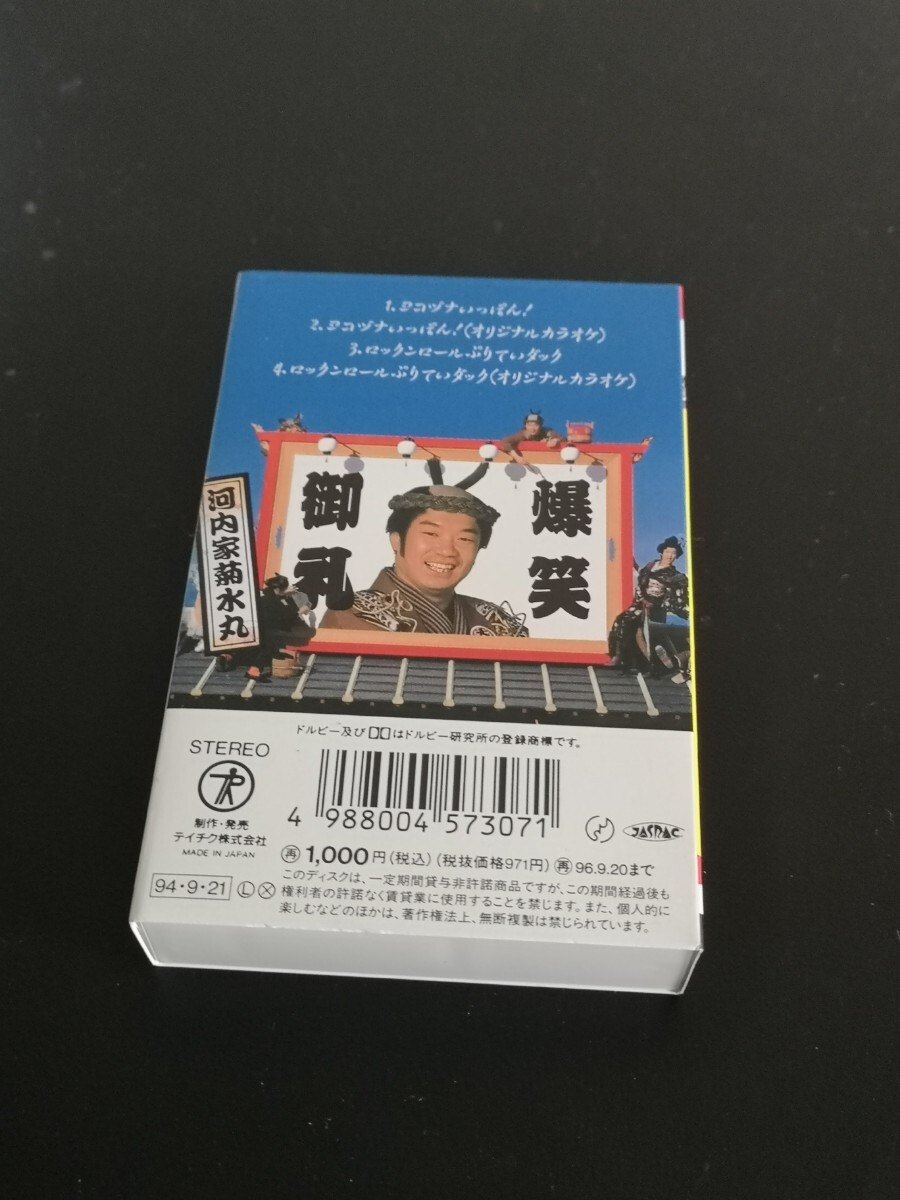 1.ヨコヅナいっぱん!
2.ヨコヅナいっぱん!(オリジナルカラオケ)
3.ロックンロールぷりてぃダック
4.ロックンロールぷりてぃダック(オリジナルカラオケ)
河内家菊水丸
爆笑
御礼
ドルビー及び▯▯はドルビー研究所の登録商標です。
STEREO
制作・発売
テイチク株式会社
MADE IN JAPAN
4 988004 573071
JASRAC
再1,000円(税込)(税抜価格971円)再96.9.20まで
94・9・21 L X
このディスクは、一定期間貸与非許諾商品ですが、この期間経過後も
権利者の許諾なく賃貸業に使用することを禁じます。また、個人的に
楽しむなどのほかは、著作権法上、無断複製は禁じられています。